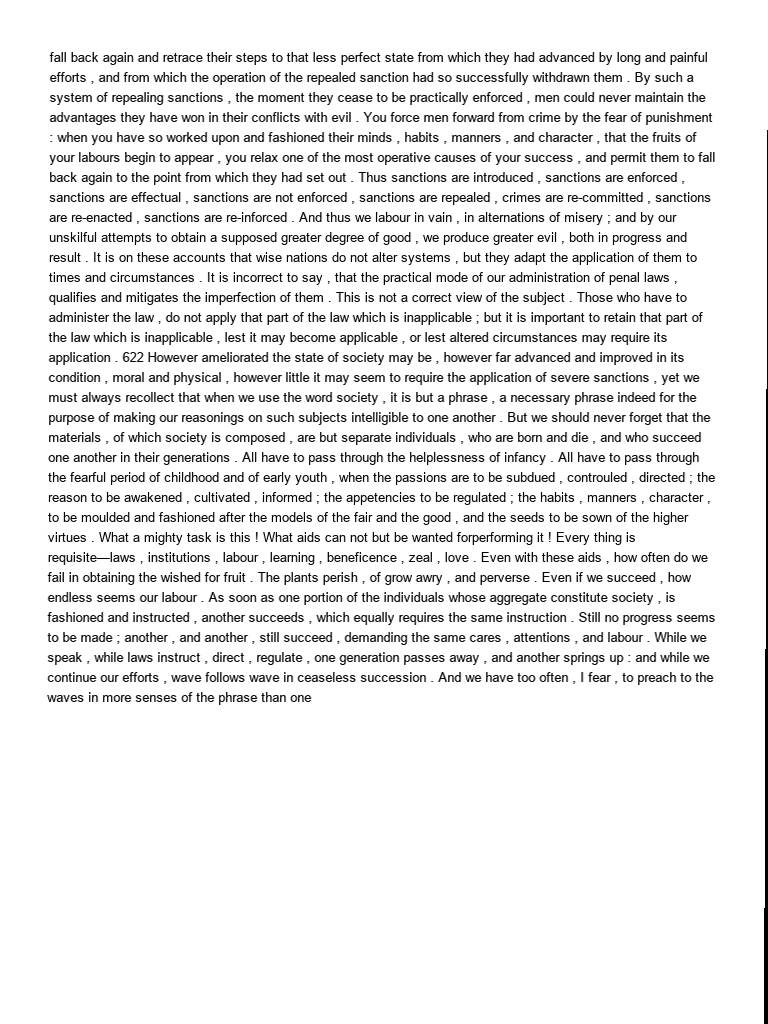 fall back again and retrace their steps to that less perfect state from which they had advanced by long and painful
efforts , and from which the operation of the repealed sanction had so successfully withdrawn them . By such a
system of repealing sanctions , the moment they cease to be practically enforced , men could never maintain the
advantages they have won in their conflicts with evil . You force men forward from crime by the fear of punishment
: when you have so worked upon and fashioned their minds , habits , manners , and character , that the fruits of
your labours begin to appear , you relax one of the most operative causes of your success , and permit them to fall
back again to the point from which they had set out . Thus sanctions are introduced , sanctions are enforced ,
sanctions are effectual , sanctions are not enforced , sanctions are repealed , crimes are re-committed , sanctions
are re-enacted , sanctions are re-inforced . And thus we labour in vain , in alternations of misery ; and by our
unskilful attempts to obtain a supposed greater degree of good , we produce greater evil , both in progress and
result . It is on these accounts that wise nations do not alter systems , but they adapt the application of them to
times and circumstances . It is incorrect to say , that the practical mode of our administration of penal laws ,
qualifies and mitigates the imperfection of them . This is not a correct view of the subject . Those who have to
administer the law , do not apply that part of the law which is inapplicable ; but it is important to retain that part of
the law which is inapplicable , lest it may become applicable , or lest altered circumstances may require its
application . 622 However ameliorated the state of society may be , however far advanced and improved in its
condition , moral and physical , however little it may seem to require the application of severe sanctions , yet we
must always recollect that when we use the word society , it is but a phrase , a necessary phrase indeed for the
purpose of making our reasonings on such subjects intelligible to one another . But we should never forget that the
materials , of which society is composed , are but separate individuals , who are born and die , and who succeed
one another in their generations . All have to pass through the helplessness of infancy . All have to pass through
the fearful period of childhood and of early youth , when the passions are to be subdued , controuled , directed ; the
reason to be awakened , cultivated , informed ; the appetencies to be regulated ; the habits , manners , character ,
to be moulded and fashioned after the models of the fair and the good , and the seeds to be sown of the higher
virtues . What a mighty task is this ! What aids can not but be wanted forperforming it ! Every thing is
requisite—laws , institutions , labour , learning , beneficence , zeal , love . Even with these aids , how often do we
fail in obtaining the wished for fruit . The plants perish , of grow awry , and perverse . Even if we succeed , how
endless seems our labour . As soon as one portion of the individuals whose aggregate constitute society , is
fashioned and instructed , another succeeds , which equally requires the same instruction . Still no progress seems
to be made ; another , and another , still succeed , demanding the same cares , attentions , and labour . While we
speak , while laws instruct , direct , regulate , one generation passes away , and another springs up : and while we
continue our efforts , wave follows wave in ceaseless succession . And we have too often , I fear , to preach to the
waves in more senses of the phrase than one